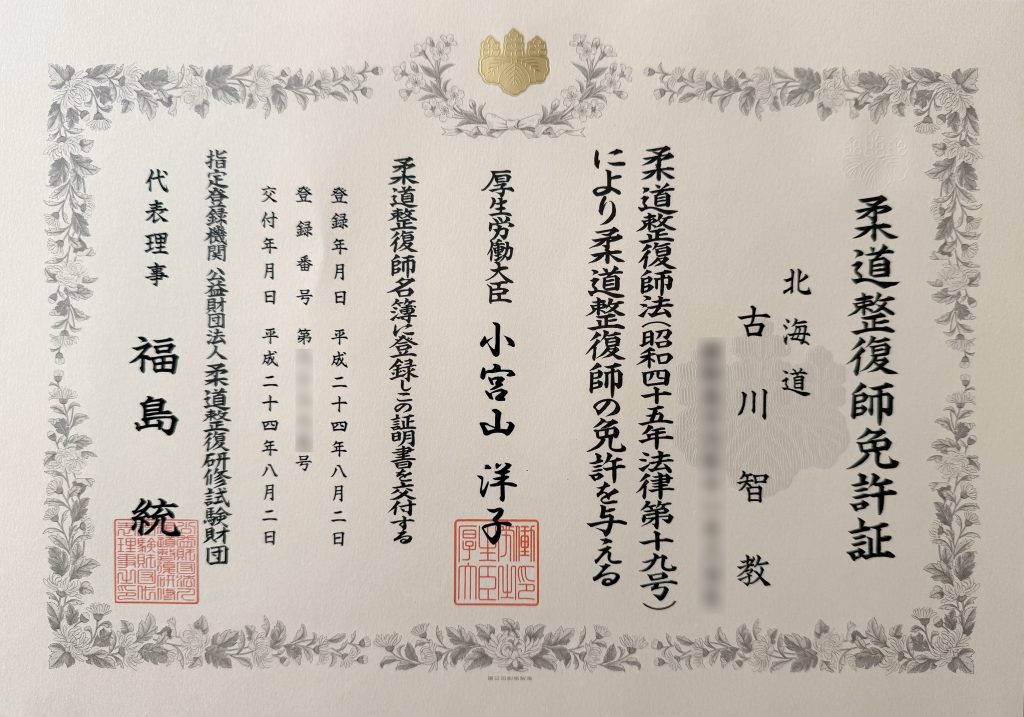 柔道整復師免許証
北海道
古川智教
柔道整復師法(昭和四十五年法律第十九号)
により柔道整復師の免許を与える
厚生労働大臣 小宮山洋子
柔道整復師名簿に登録しこの証明書を交付する
登録年月日 平成二十四年八月二日
登録番号 第 号
交付年月日 平成二十四年八月二日
指定登録機関 公益財団法人 柔道整復研修試験財団
代表理事 福島統